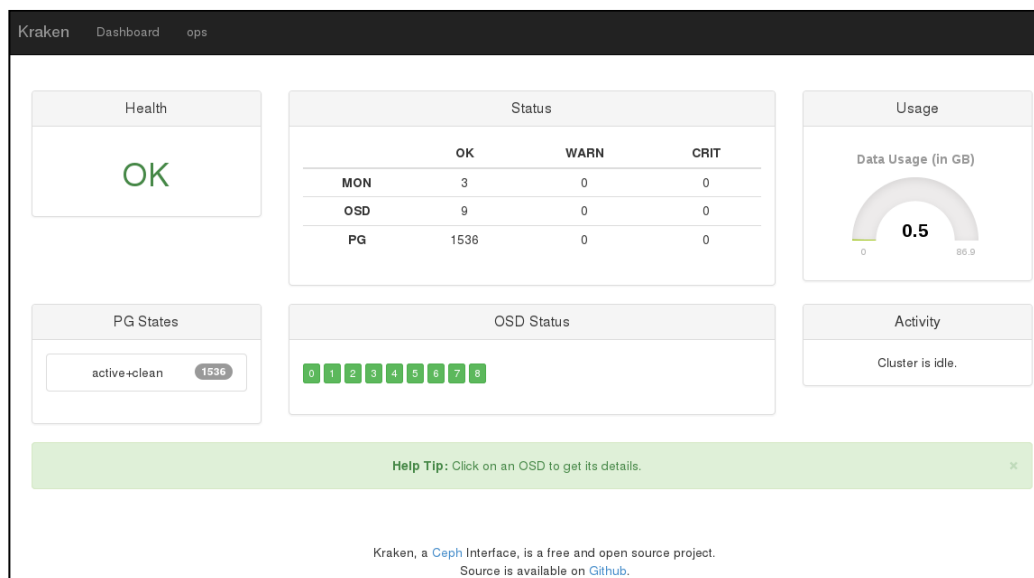 Kraken Dashboard ops
Health
OK
Status
OK WARN CRIT
MON 3 0 0
OSD 9 0 0
PG 1536 0 0
Usage
Data Usage (in GB)
0.5
0 86.9
PG States
active+clean 1536
OSD Status
0 1 2 3 4 5 6 7 8
Activity
Cluster is idle.
Help Tip: Click on an OSD to get its details. ×
Kraken, a Ceph Interface, is a free and open source project.
Source is available on Github.